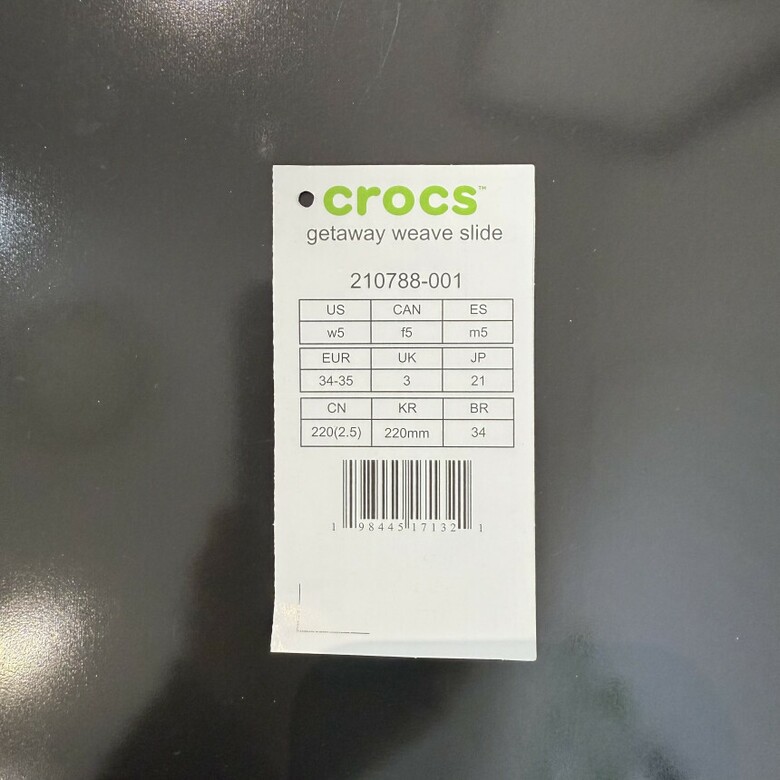 crocs™
getaway weave slide
210788-001
US CAN ES
w5 f5 m5
EUR UK JP
34-35 3 21
CN KR BR
220(2.5) 220mm 34
1 98445 17132 1